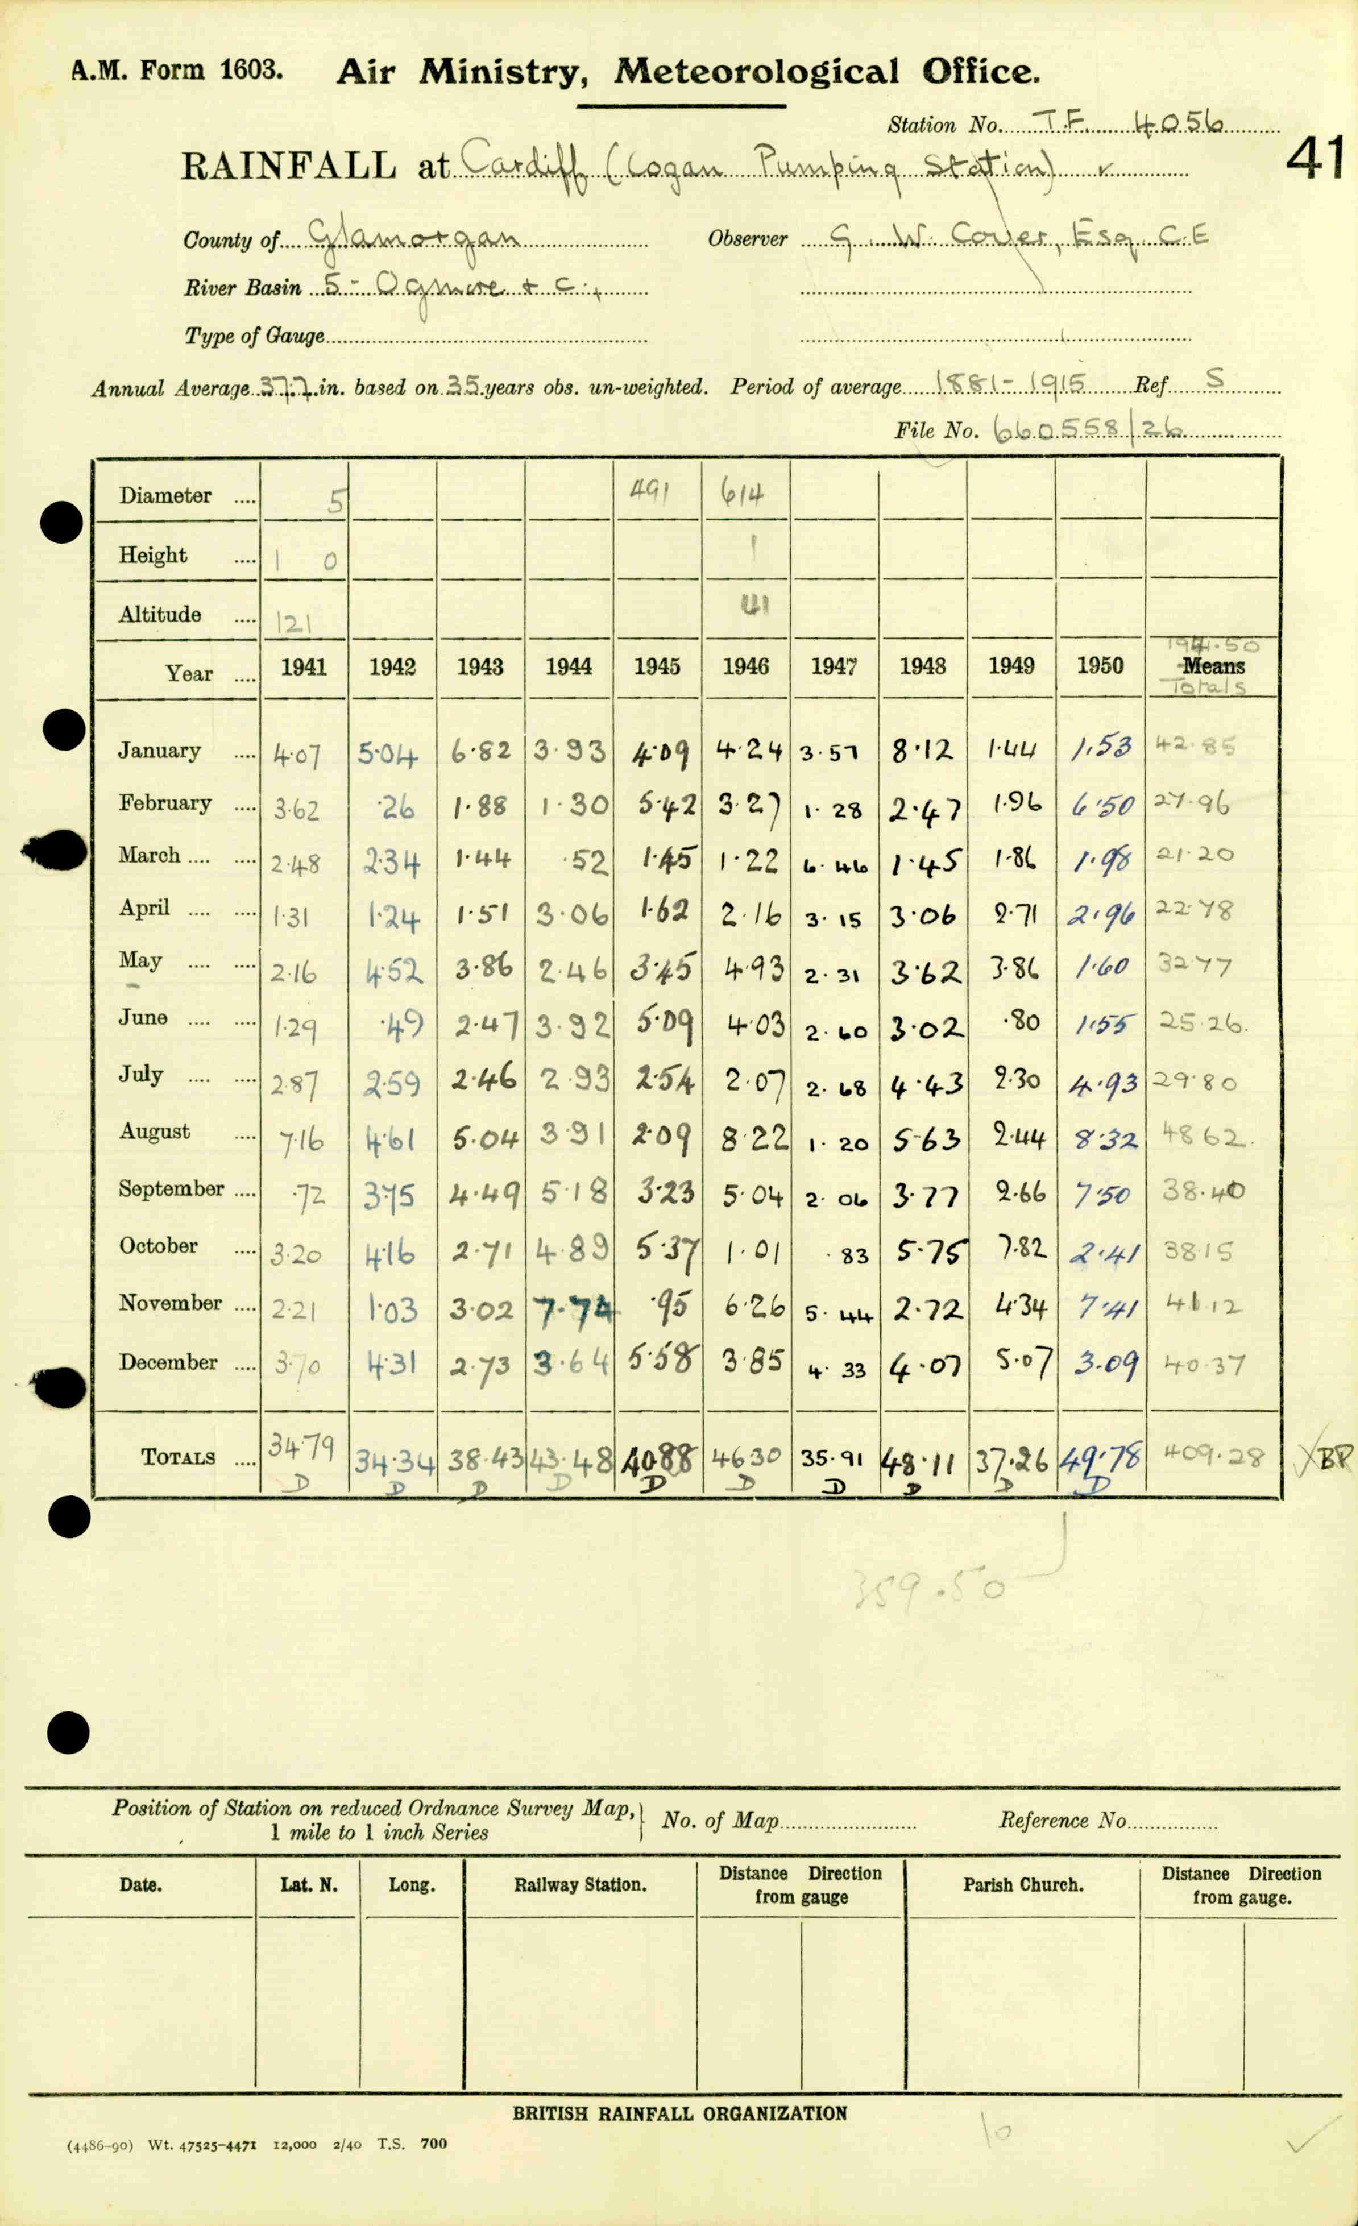 A.M. Form 1603. Air Ministry, Meteorological Office.
Station No. T.F. 4056
41
RAINFALL at Cardiff (Cogan Pumping Station) ✓
County of Glamorgan Observer G. W. Cover, Esq. C.E
River Basin 5 - Ogmore + C.
Type of Gauge
Annual Average 37.7 in. based on 35 years obs. un-weighted. Period of average 1881-1915 Ref S
File No. 660558/26
Diameter .... 5 491 614
Height .... 1 0 1
Altitude .... 121 41
1941.50
Year .... 1941 1942 1943 1944 1945 1946 1947 1948 1949 1950 Means
Totals
January .... 4.07 5.04 6.82 3.93 4.09 4.24 3.57 8.12 1.44 1.53 42.85
February .... 3.62 .26 1.88 1.30 5.42 3.27 1.28 2.47 1.96 6.50 27.96
March .... .... 2.48 2.34 1.44 .52 1.45 1.22 6.46 1.45 1.86 1.98 21.20
April .... .... 1.31 1.24 1.51 3.06 1.62 2.16 3.15 3.06 2.71 2.96 22.78
May .... .... 2.16 4.52 3.86 2.46 3.45 4.93 2.31 3.62 3.86 1.60 32.77
June .... .... 1.29 .49 2.47 3.92 5.09 4.03 2.60 3.02 .80 1.55 25.26
July .... .... 2.87 2.59 2.46 2.93 2.54 2.07 2.68 4.43 2.30 4.93 29.80
August .... 7.16 4.61 5.04 3.91 2.09 8.22 1.20 5.63 2.44 8.32 48.62
September .... .72 3.75 4.49 5.18 3.23 5.04 2.06 3.77 2.66 7.50 38.40
October .... 3.20 4.16 2.71 4.89 5.37 1.01 .83 5.75 7.82 2.41 38.15
November .... 2.21 1.03 3.02 7.74 .95 6.26 5.44 2.72 4.34 7.41 41.12
December .... 3.70 4.31 2.73 3.64 5.58 3.85 4.33 4.07 5.07 3.09 40.37
TOTALS .... 34.79 34.34 38.43 43.48 40.88 46.30 35.91 48.11 37.26 49.78 409.28 BP
D D D D D D D D D D
359.50
Position of Station on reduced Ordnance Survey Map, No. of Map Reference No.
1 mile to 1 inch Series
Date. Lat. N. Long. Railway Station. Distance Direction from gauge Parish Church. Distance Direction from gauge.
BRITISH RAINFALL ORGANIZATION
10
(4486-90) Wt. 47525-4471 12,000 2/40 T.S. 700